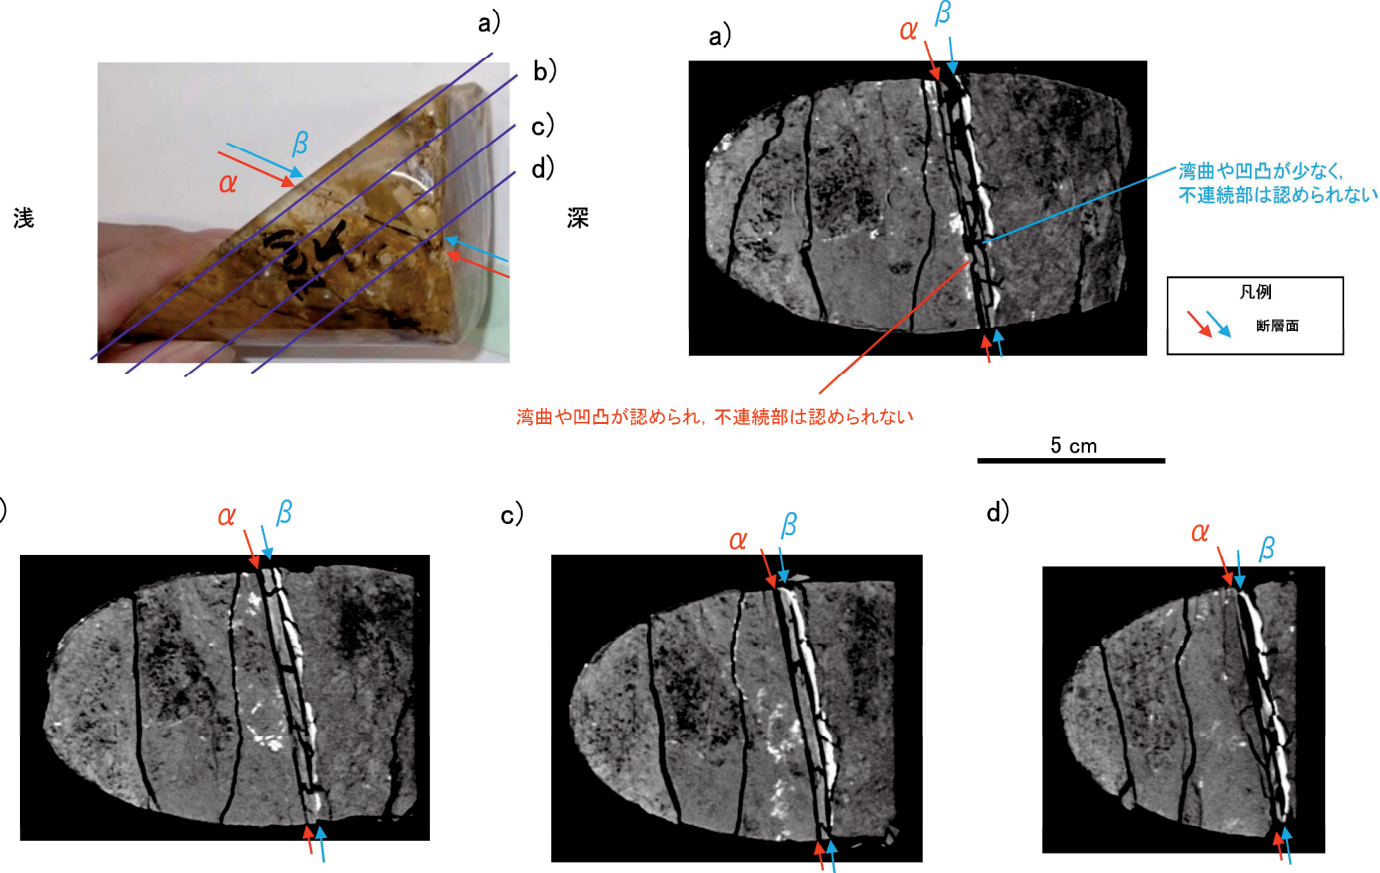 a)
b)
c)
d)
β
α
浅
深
a)
α
β
湾曲や凹凸が少なく,
不連続部は認められない
凡例
断層面
湾曲や凹凸が認められ, 不連続部は認められない
5 cm
)
α
β
c)
α
β
d)
α
β